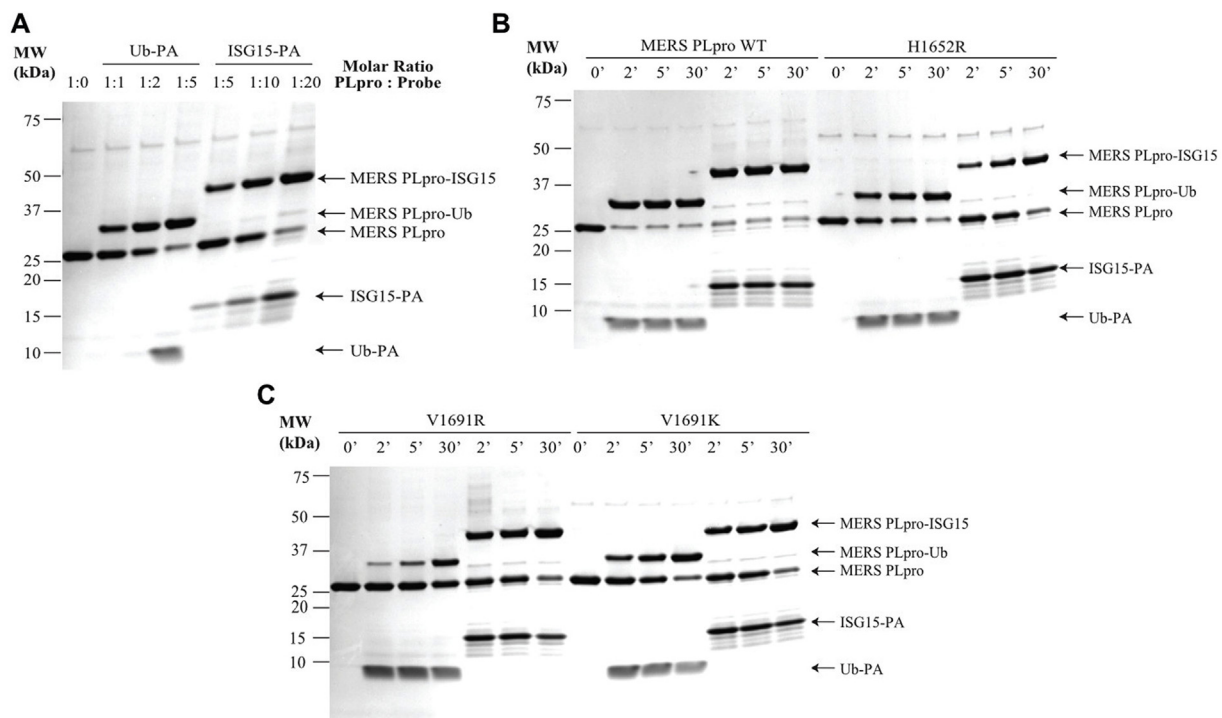 A
MW
(kDa)
Ub-PA ISG15-PA
1:0 1:1 1:2 1:5 1:5 1:10 1:20
Molar Ratio
PLpro : Probe
75
50
37
25
20
15
10
MERS PLpro-ISG15
MERS PLpro-Ub
MERS PLpro
ISG15-PA
Ub-PA
B
MW
(kDa)
MERS PLpro WT H1652R
0’ 2’ 5’ 30’ 2’ 5’ 30’ 0’ 2’ 5’ 30’ 2’ 5’ 30’
75
50
37
25
20
15
10
MERS PLpro-ISG15
MERS PLpro-Ub
MERS PLpro
ISG15-PA
Ub-PA
C
MW
(kDa)
V1691R V1691K
0’ 2’ 5’ 30’ 2’ 5’ 30’ 0’ 2’ 5’ 30’ 2’ 5’ 30’
75
50
37
25
20
15
10
MERS PLpro-ISG15
MERS PLpro-Ub
MERS PLpro
ISG15-PA
Ub-PA